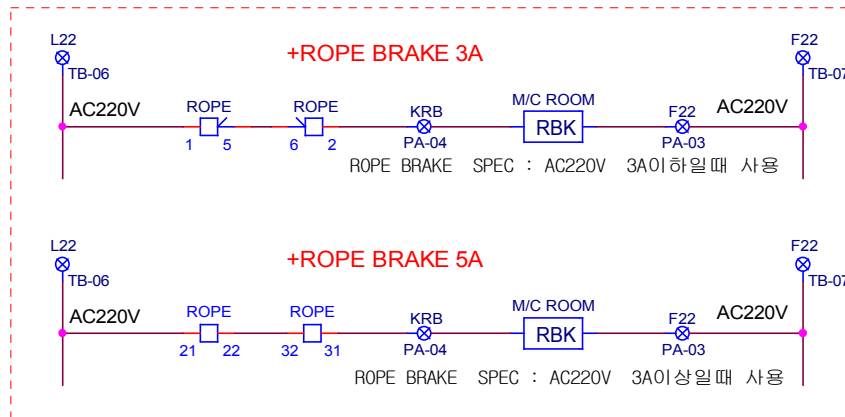 L22
F22
+ROPE BRAKE 3A
TB-06
TB-07
AC220V
ROPE
ROPE
KRB
M/C ROOM
F22
AC220V
RBK
1
5
6
2
PA-04
PA-03
ROPE BRAKE SPEC : AC220V 3A이하일때 사용
L22
F22
+ROPE BRAKE 5A
TB-06
TB-07
AC220V
ROPE
ROPE
KRB
M/C ROOM
F22
AC220V
RBK
21
22
32
31
PA-04
PA-03
ROPE BRAKE SPEC : AC220V 3A이상일때 사용